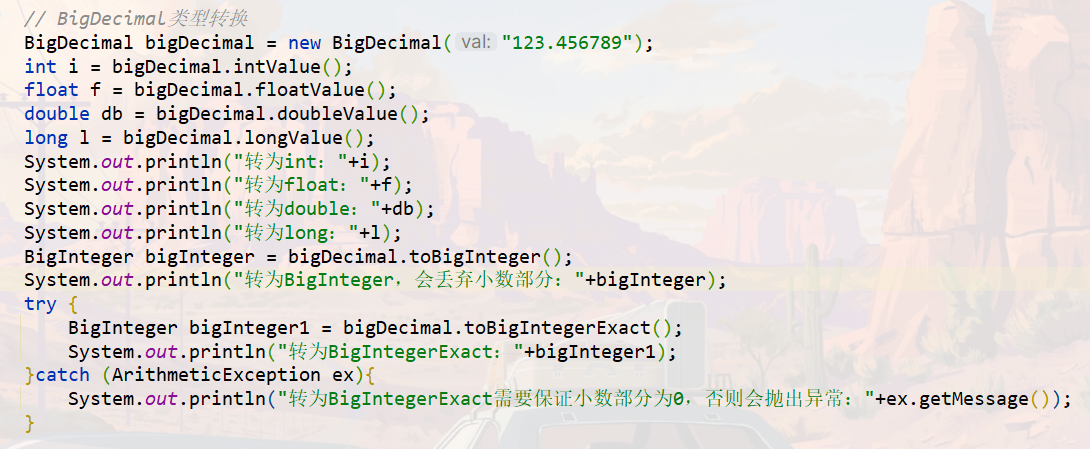 // BigDecimal类型转换
BigDecimal bigDecimal = new BigDecimal( val: "123.456789");
int i = bigDecimal.intValue();
float f = bigDecimal.floatValue();
double db = bigDecimal.doubleValue();
long l = bigDecimal.longValue();
System.out.println("转为int："+i);
System.out.println("转为float："+f);
System.out.println("转为double："+db);
System.out.println("转为long："+l);
BigInteger bigInteger = bigDecimal.toBigInteger();
System.out.println("转为BigInteger，会丢弃小数部分："+bigInteger);
try {
    BigInteger bigInteger1 = bigDecimal.toBigIntegerExact();
    System.out.println("转为BigIntegerExact："+bigInteger1);
}catch (ArithmeticException ex){
    System.out.println("转为BigIntegerExact需要保证小数部分为0，否则会抛出异常："+ex.getMessage());
}